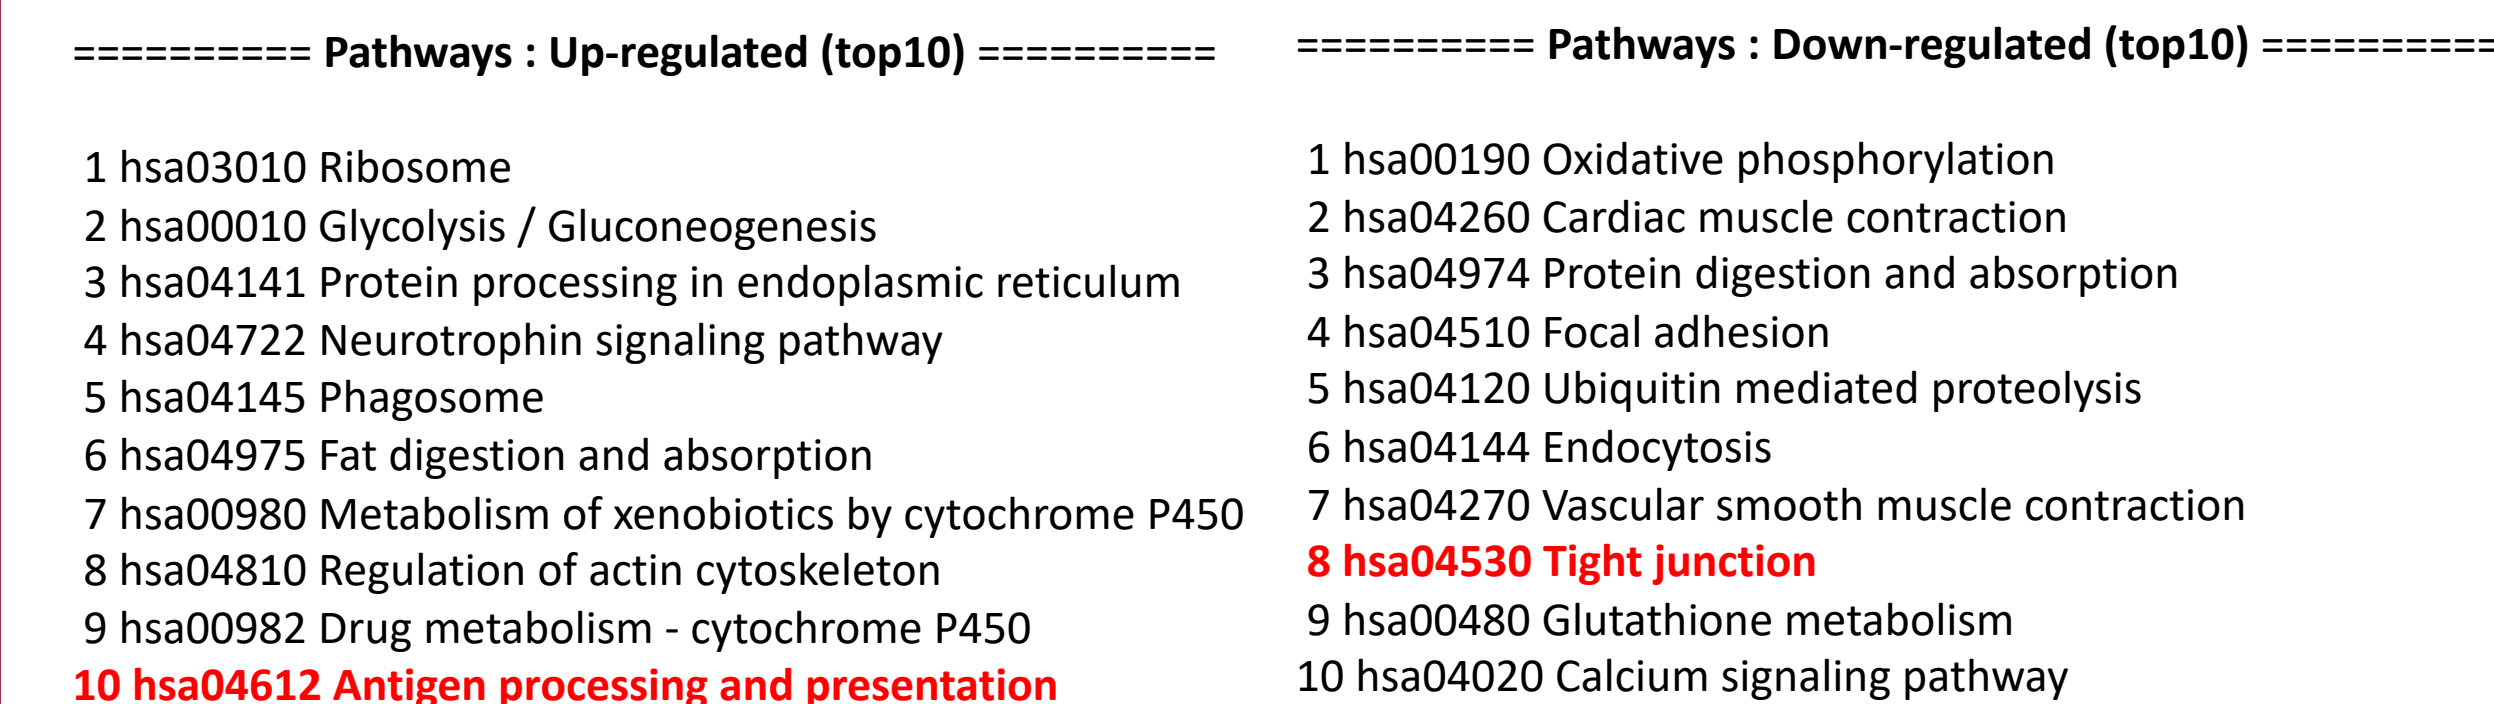 ========== Pathways : Up-regulated (top10) ==========
1 hsa03010 Ribosome
2 hsa00010 Glycolysis / Gluconeogenesis
3 hsa04141 Protein processing in endoplasmic reticulum
4 hsa04722 Neurotrophin signaling pathway
5 hsa04145 Phagosome
6 hsa04975 Fat digestion and absorption
7 hsa00980 Metabolism of xenobiotics by cytochrome P450
8 hsa04810 Regulation of actin cytoskeleton
9 hsa00982 Drug metabolism - cytochrome P450
10 hsa04612 Antigen processing and presentation
========== Pathways : Down-regulated (top10) ==========
1 hsa00190 Oxidative phosphorylation
2 hsa04260 Cardiac muscle contraction
3 hsa04974 Protein digestion and absorption
4 hsa04510 Focal adhesion
5 hsa04120 Ubiquitin mediated proteolysis
6 hsa04144 Endocytosis
7 hsa04270 Vascular smooth muscle contraction
8 hsa04530 Tight junction
9 hsa00480 Glutathione metabolism
10 hsa04020 Calcium signaling pathway